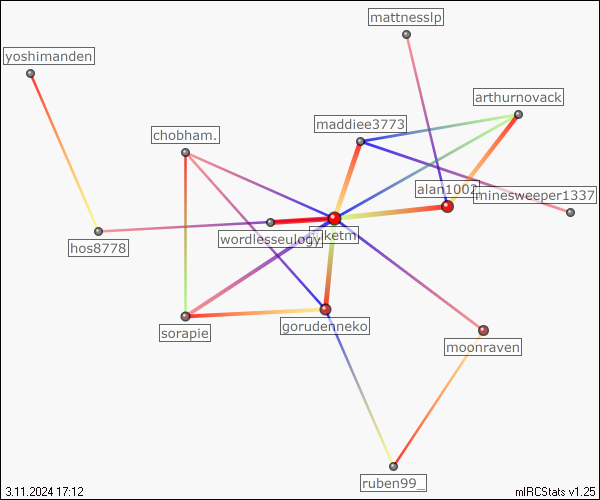 mattnesslp
yoshimanden
arthurnovack
maddiee3773
chobham.
alan1002
minesweeper1337
wordlesseulogy
ketm
hos8778
gorudenneko
sorapie
moonraven
ruben99_
3.11.2024 17:12
mIRCStats v1.25